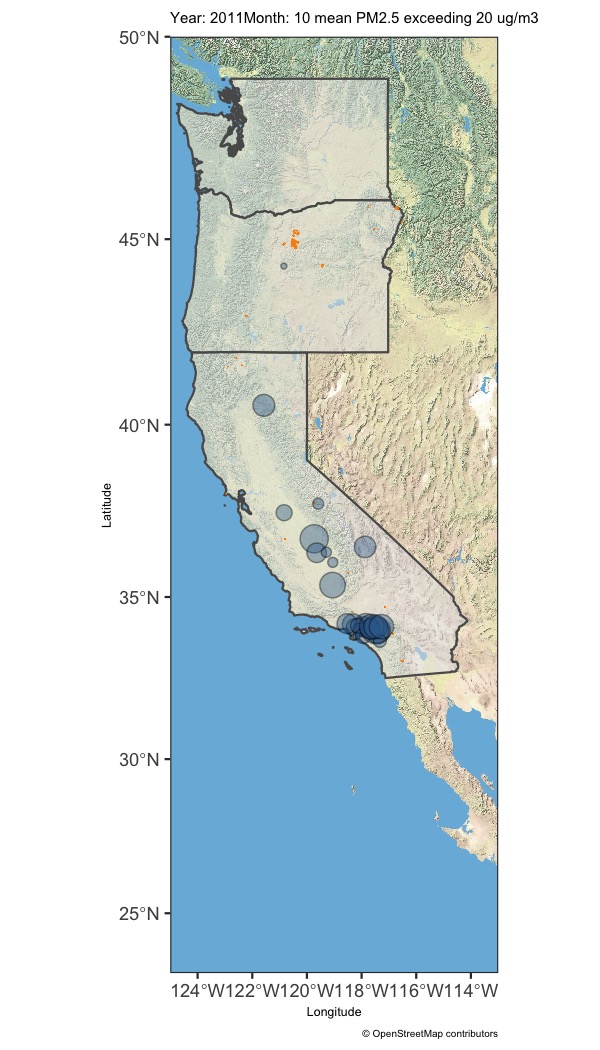 Year: 2011Month: 10 mean PM2.5 exceeding 20 ug/m3
50°N
45°N
40°N
35°N
30°N
25°N
Latitude
124°W122°W120°W118°W116°W114°W
Longitude
© OpenStreetMap contributors